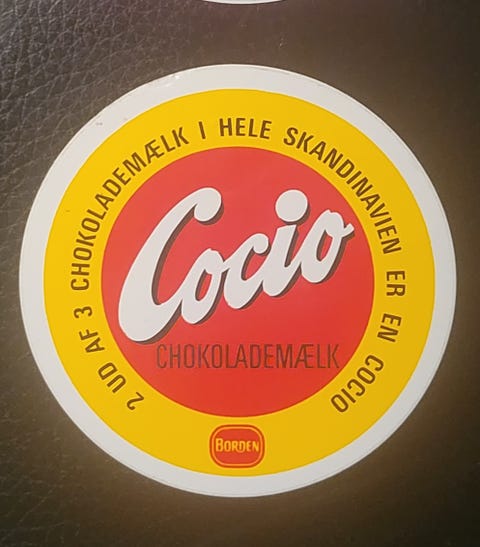 2 UD AF 3 CHOKOLADEMÆLK I HELE SKANDINAVIEN ER EN COCIO
Cocio
CHOKOLADEMÆLK
BORDEN